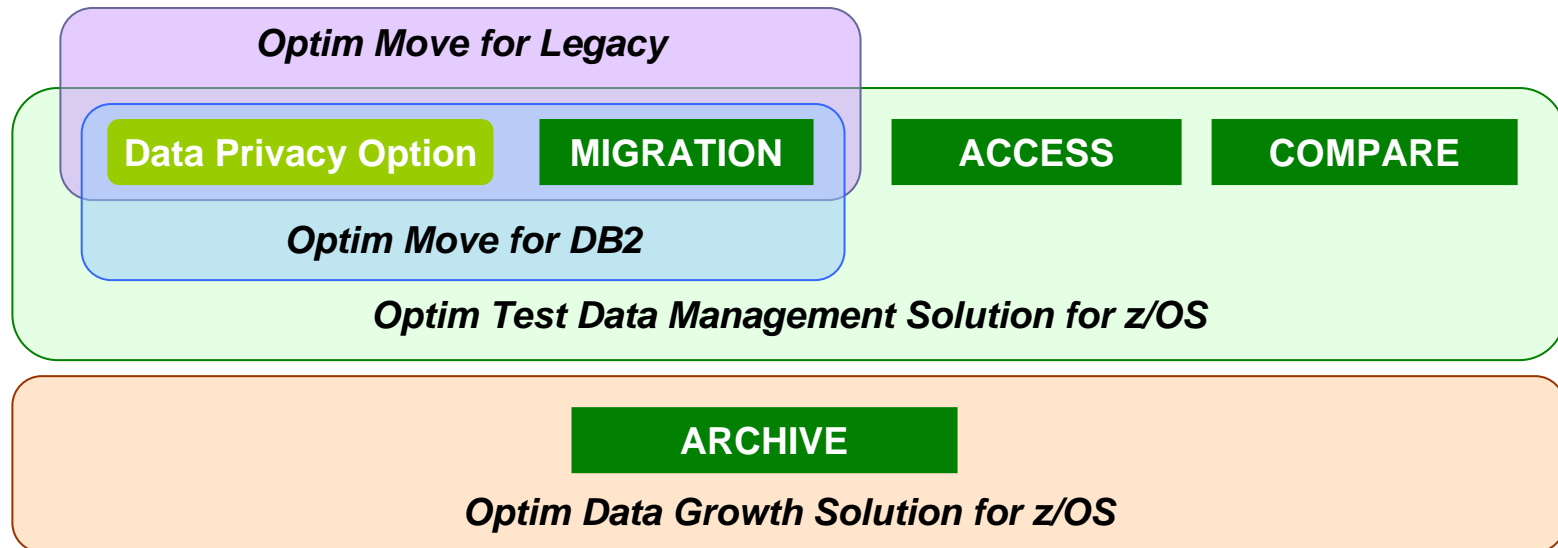 Optim Move for Legacy
Data Privacy Option
MIGRATION
ACCESS
COMPARE
Optim Move for DB2
Optim Test Data Management Solution for z/OS
ARCHIVE
Optim Data Growth Solution for z/OS